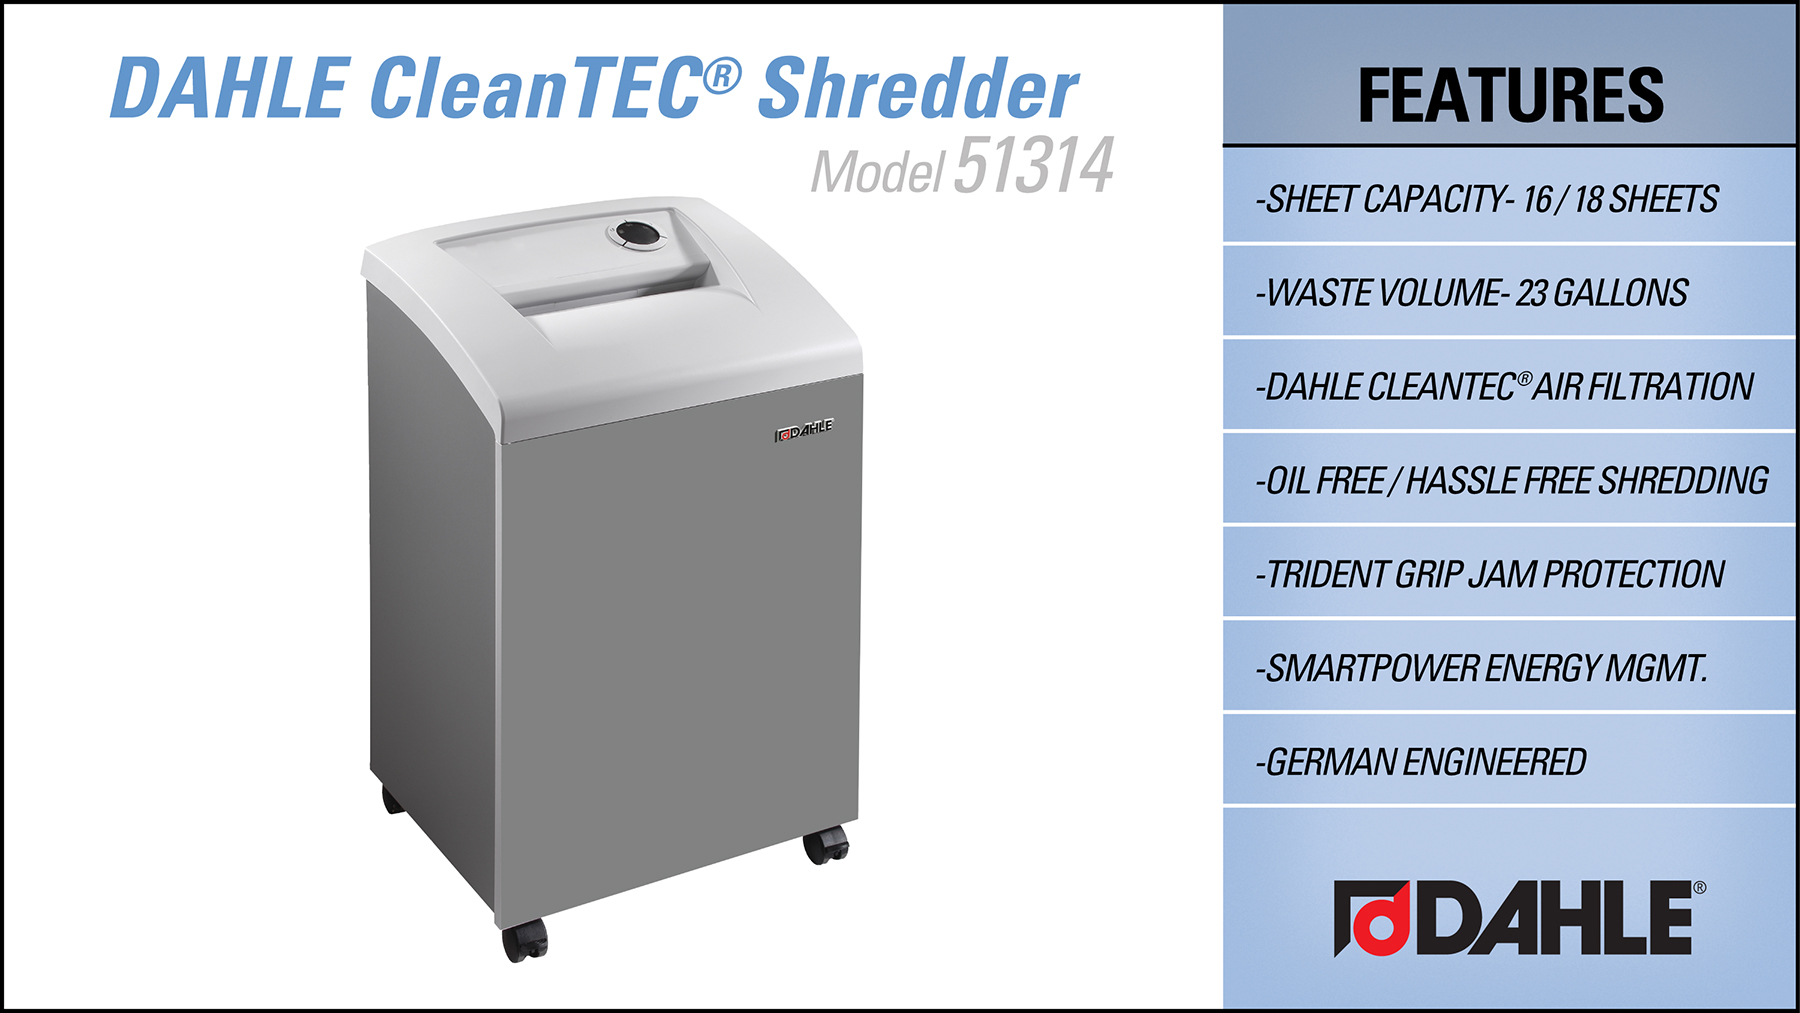 DAHLE CleanTEC® Shredder
Model 51314
DAHLE
FEATURES
-SHEET CAPACITY- 16 / 18 SHEETS
-WASTE VOLUME- 23 GALLONS
-DAHLE CLEANTEC® AIR FILTRATION
-OIL FREE / HASSLE FREE SHREDDING
-TRIDENT GRIP JAM PROTECTION
-SMARTPOWER ENERGY MGMT.
-GERMAN ENGINEERED
DAHLE®